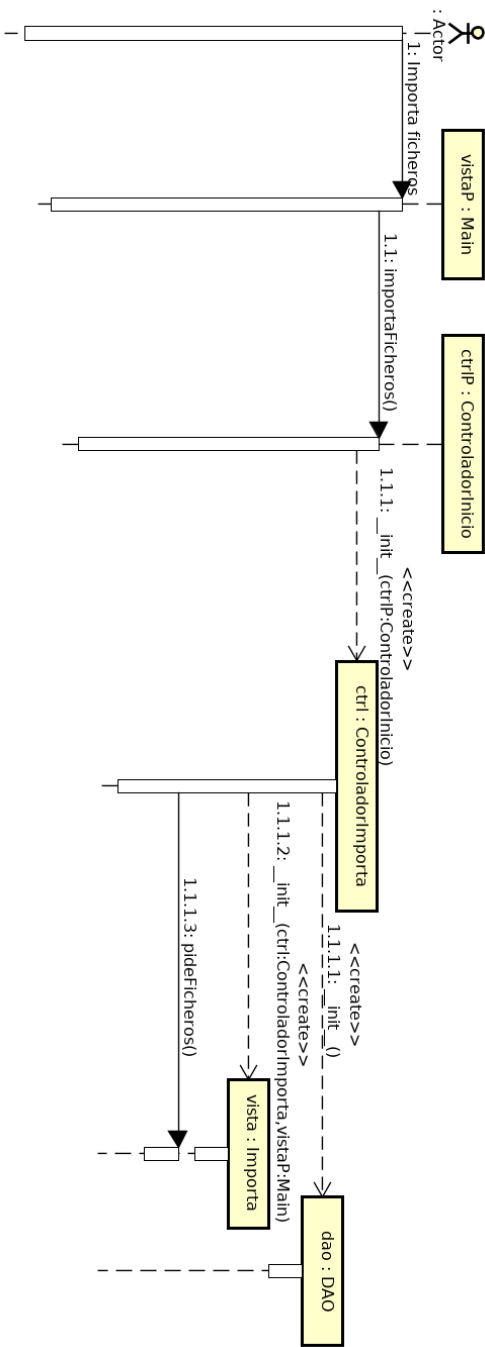 : Actor
vistaP : Main
ctrlP : ControladorInicio
1: Importa ficheros
1.1: importaFicheros()
<<create>>
1.1.1: __init__(ctrlP:ControladorInicio)
ctrl : ControladorImporta
<<create>>
1.1.1.1: __init__()
dao : DAO
<<create>>
1.1.1.2: __init__(ctrl:ControladorImporta,vistaP:Main)
vista : Importa
1.1.1.3: pideFicheros()